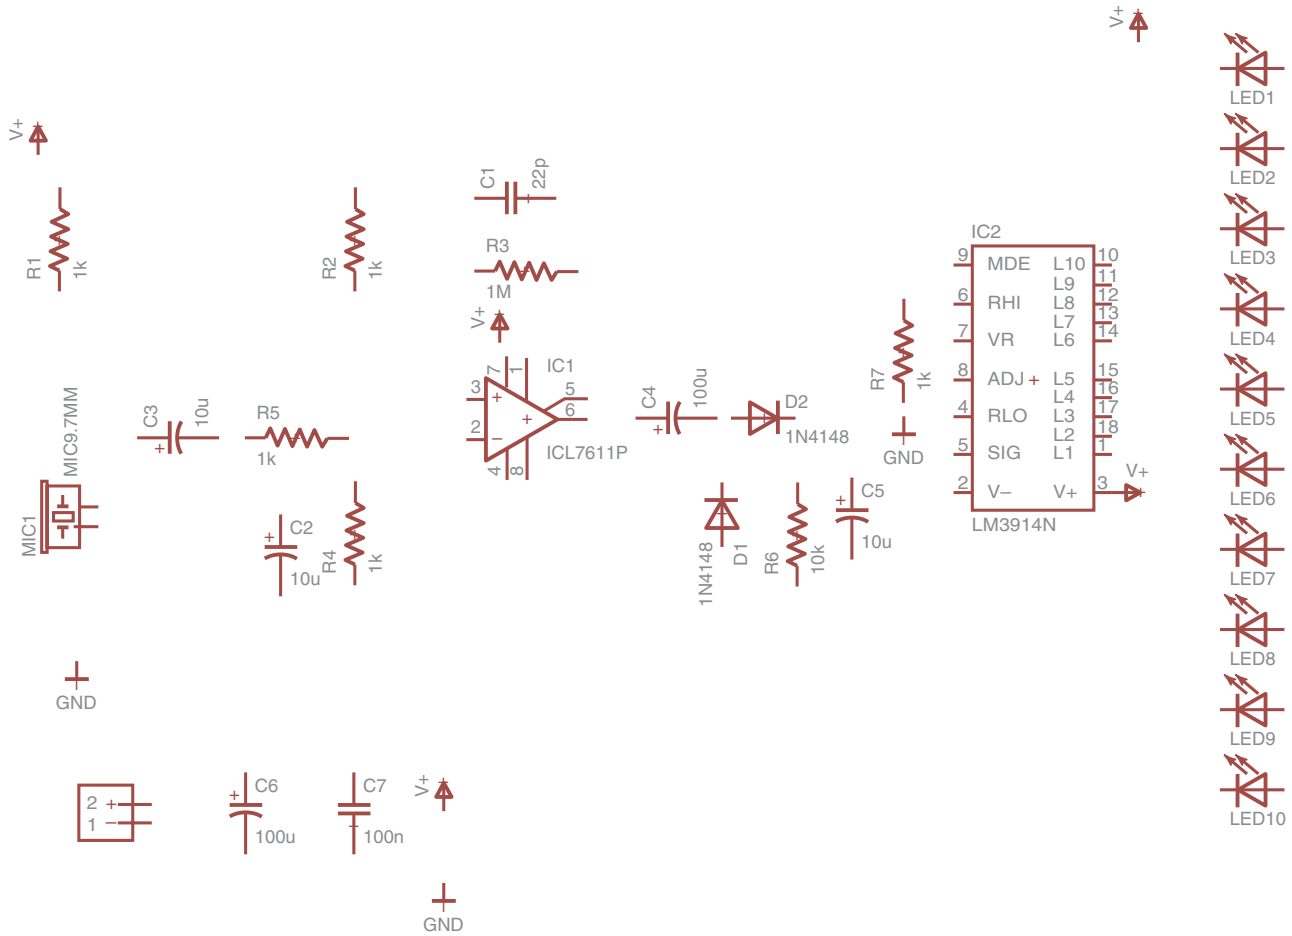 V+
LED1
LED2
LED3
LED4
LED5
LED6
LED7
LED8
LED9
LED10
V+
R1
1k
R2
1k
C1
22p
R3
1M
V+
MIC1
MIC9.7MM
C3
10u
+
R5
1k
C2
10u
+
R4
1k
IC1
ICL7611P
3
2
7
1
5
6
4
8
+
−
+
C4
100u
+
D2
1N4148
D1
1N4148
R6
10k
C5
10u
+
R7
1k
GND
IC2
9 MDE L10 10
L9 11
6 RHI L8 12
L7 13
7 VR L6 14
8 ADJ + L5 15
L4 16
4 RLO L3 17
L2 18
5 SIG L1 1
2 V− V+ 3
V+
LM3914N
GND
2 +
1 −
C6
100u
+
C7
100n
V+
GND